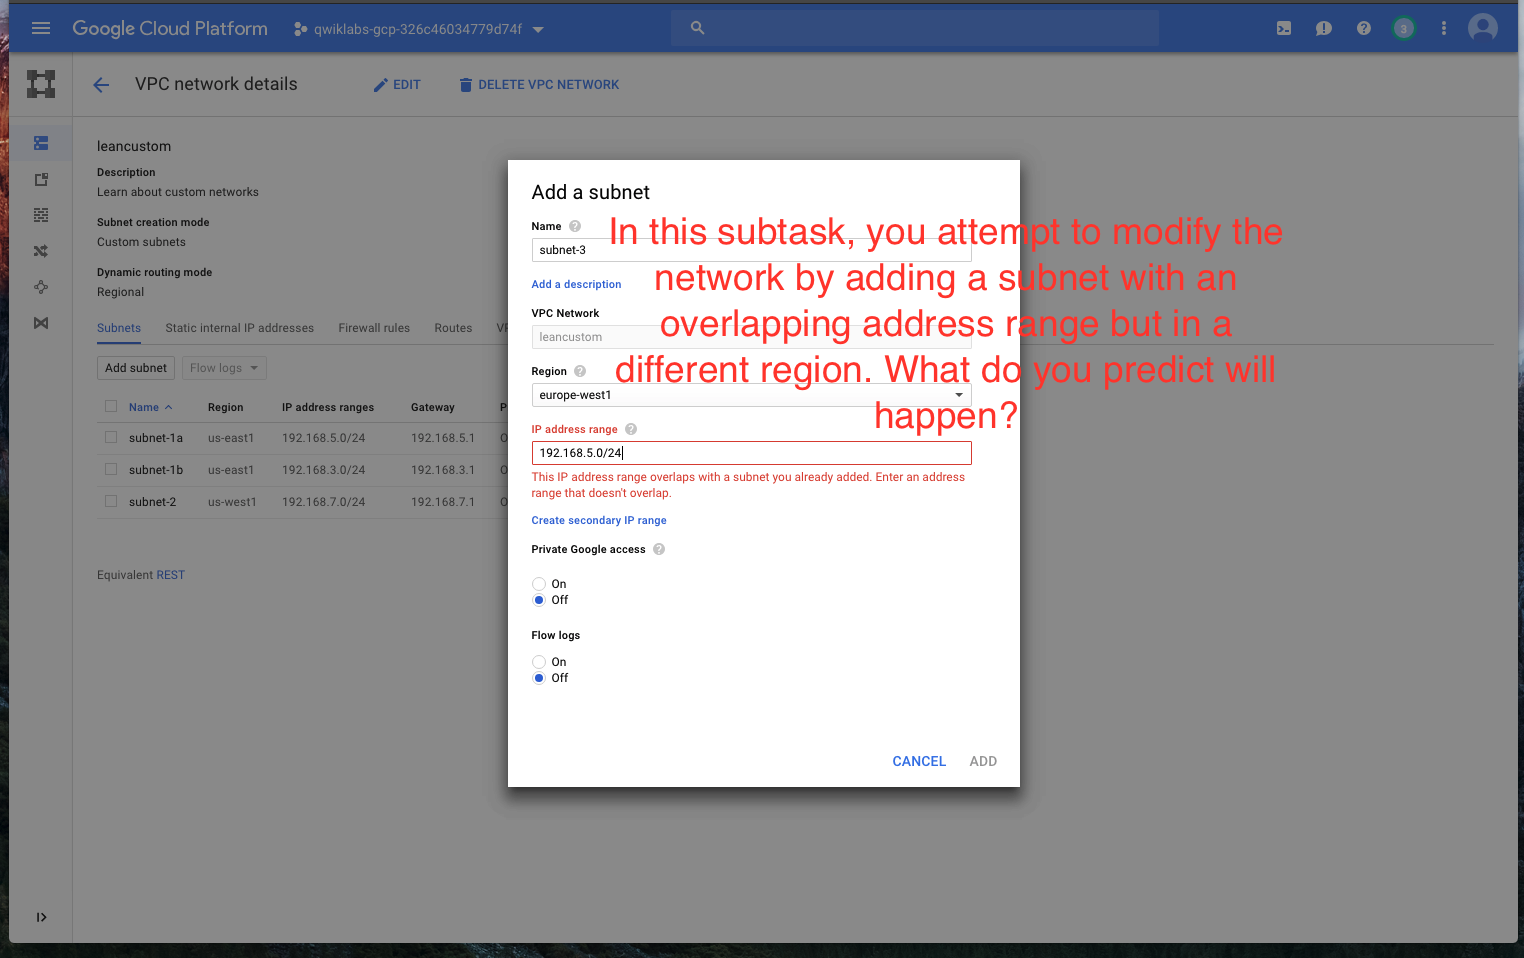 Google Cloud Platform
qwiklabs-gcp-326c46034779d74f
3
VPC network details
EDIT
DELETE VPC NETWORK
leancustom
Description
Learn about custom networks
Subnet creation mode
Custom subnets
Dynamic routing mode
Regional
Subnets Static internal IP addresses Firewall rules Routes VP
Add subnet Flow logs
Name Region IP address ranges Gateway P
subnet-1a us-east1 192.168.5.0/24 192.168.5.1 O
subnet-1b us-east1 192.168.3.0/24 192.168.3.1 O
subnet-2 us-west1 192.168.7.0/24 192.168.7.1 O
Equivalent REST
Add a subnet
Name ?
subnet-3
Add a description
VPC Network
leancustom
Region ?
europe-west1
IP address range ?
192.168.5.0/24
This IP address range overlaps with a subnet you already added. Enter an address
range that doesn't overlap.
Create secondary IP range
Private Google access ?
On
Off
Flow logs
On
Off
CANCEL ADD
In this subtask, you attempt to modify the
network by adding a subnet with an
overlapping address range but in a
different region. What do you predict will
happen?